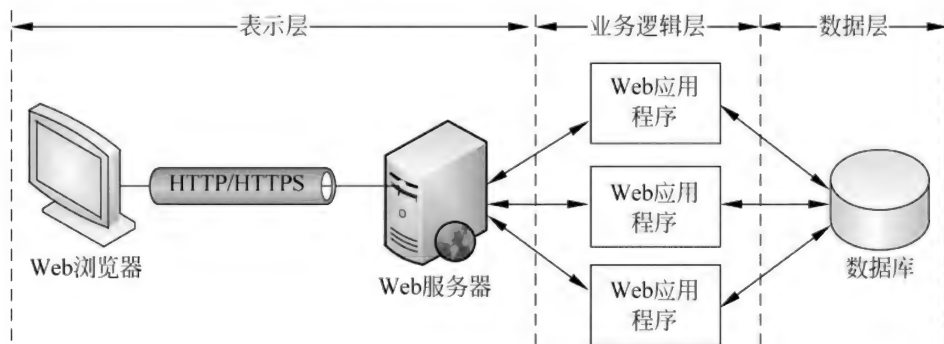 表示层
业务逻辑层
数据层
Web应用
程序
HTTP/HTTPS
Web应用
程序
Web浏览器
Web服务器
数据库
Web应用
程序